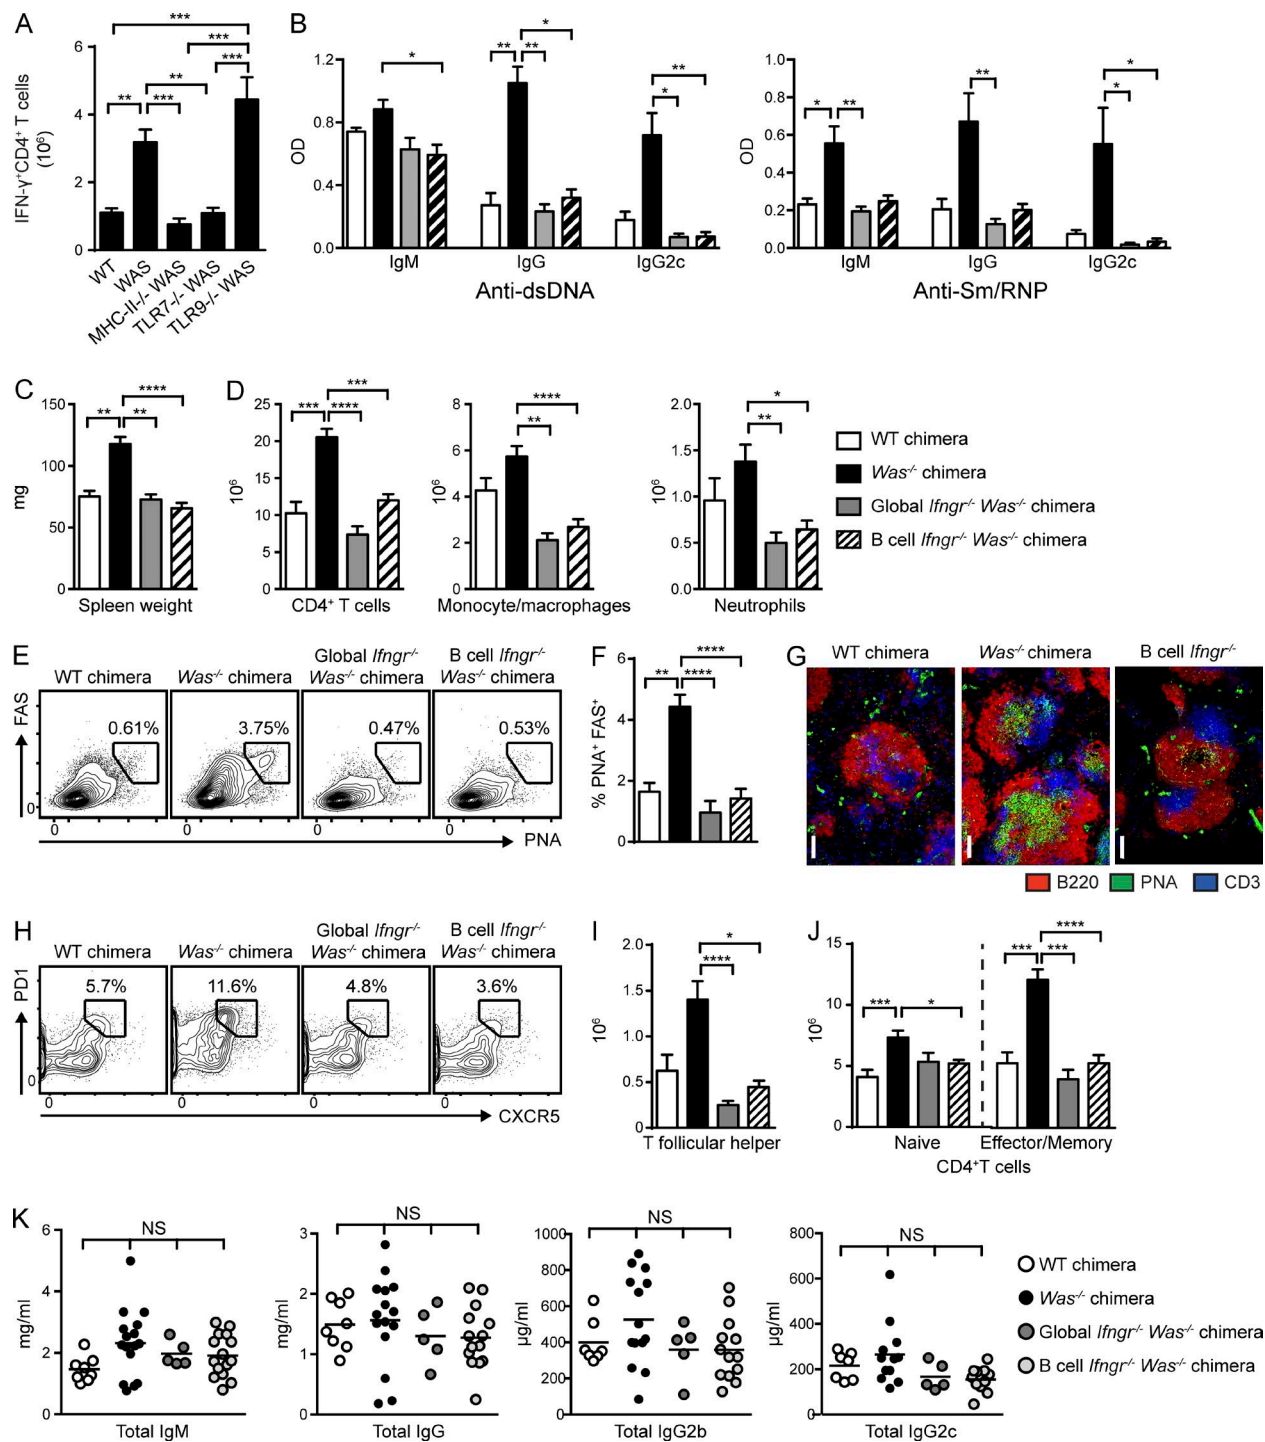 A
IFN-γ⁺CD4⁺ T cells
(10⁶)
6
4
2
0
*** 
***
***
**
** ***
WT
WAS
MHC-II-/- WAS
TLR7-/- WAS
TLR9-/- WAS
B
OD
1.2
0.8
0.4
0.0
*
*
** **
**
*
IgM
IgG
IgG2c
Anti-dsDNA
OD
1.0
0.8
0.6
0.4
0.2
0.0
* **
**
*
*
IgM
IgG
IgG2c
Anti-Sm/RNP
C
mg
150
100
50
0
****
** **
Spleen weight
D
10⁶
25
20
15
10
5
0
***
*** ****
CD4⁺ T cells
10⁶
8
6
4
2
0
****
**
Monocyte/macrophages
10⁶
2.0
1.5
1.0
0.5
0.0
*
**
Neutrophils
WT chimera
Was⁻/⁻ chimera
Global Ifngr⁻/⁻ Was⁻/⁻ chimera
B cell Ifngr⁻/⁻ Was⁻/⁻ chimera
E
WT chimera
Was⁻/⁻ chimera
Global Ifngr⁻/⁻
Was⁻/⁻ chimera
B cell Ifngr⁻/⁻
Was⁻/⁻ chimera
FAS
0.61%
3.75%
0.47%
0.53%
0
0 0 0 0
PNA
F
% PNA⁺ FAS⁺
6
4
2
0
****
** ****
G
WT chimera
Was⁻/⁻ chimera
B cell Ifngr⁻/⁻
B220 PNA CD3
H
WT chimera
Was⁻/⁻ chimera
Global Ifngr⁻/⁻
Was⁻/⁻ chimera
B cell Ifngr⁻/⁻
Was⁻/⁻ chimera
PD1
5.7%
11.6%
4.8%
3.6%
0
0 0 0 0
CXCR5
I
10⁶
2.0
1.5
1.0
0.5
0
*
****
T follicular helper
J
10⁶
15
10
5
0
*** *
****
*** ***
Naive
Effector/Memory
CD4⁺T cells
K
mg/ml
6
4
2
0
NS
Total IgM
mg/ml
3
2
1
0
NS
Total IgG
µg/ml
1000
800
600
400
200
0
NS
Total IgG2b
µg/ml
800
600
400
200
0
NS
Total IgG2c
WT chimera
Was⁻/⁻ chimera
Global Ifngr⁻/⁻ Was⁻/⁻ chimera
B cell Ifngr⁻/⁻ Was⁻/⁻ chimera